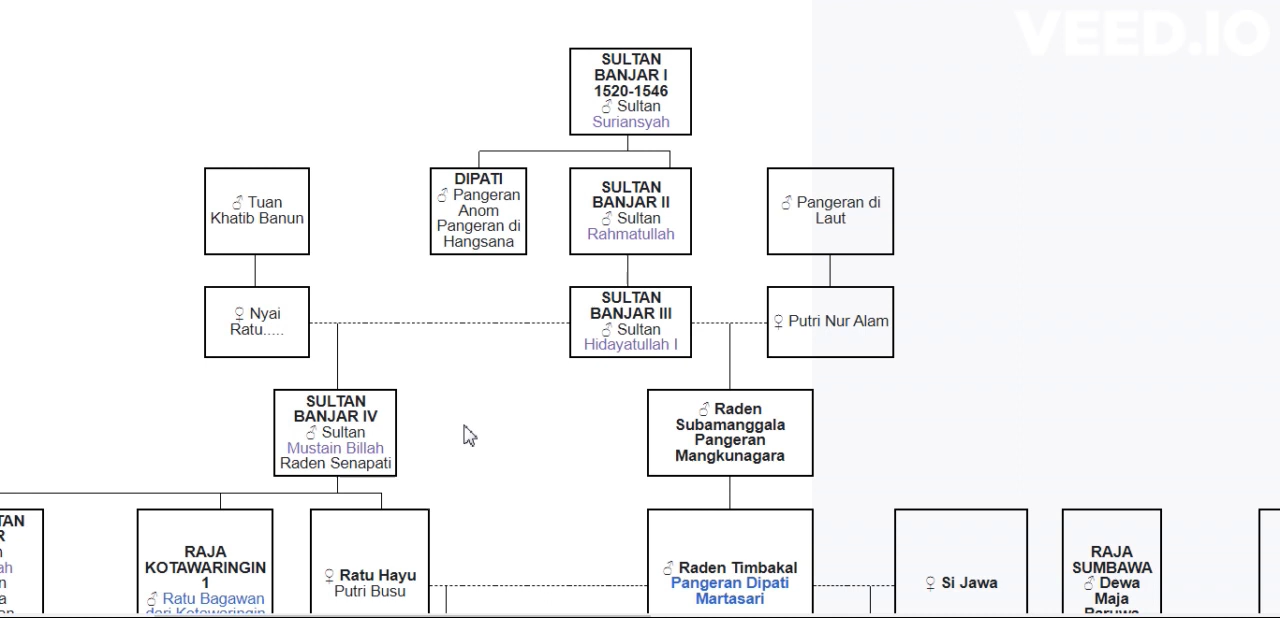 VEED.IO
SULTAN
BANJAR I
1520-1546
♂ Sultan
Suriansyah
♂ Tuan
Khatib Banun
DIPATI
♂ Pangeran
Anom
Pangeran di
Hangsana
SULTAN
BANJAR II
♂ Sultan
Rahmatullah
♂ Pangeran di
Laut
♀ Nyai
Ratu.....
SULTAN
BANJAR III
♂ Sultan
Hidayatullah I
♀ Putri Nur Alam
SULTAN
BANJAR IV
♂ Sultan
Mustain Billah
Raden Senapati
♂ Raden
Subamanggala
Pangeran
Mangkunagara
RAJA
KOTAWARINGIN
1
♂ Ratu Bagawan
dari Kotawaringin
♀ Ratu Hayu
Putri Busu
♂ Raden Timbakal
Pangeran Dipati
Martasari
♀ Si Jawa
RAJA
SUMBAWA
♂ Dewa
Maja
Paruwa